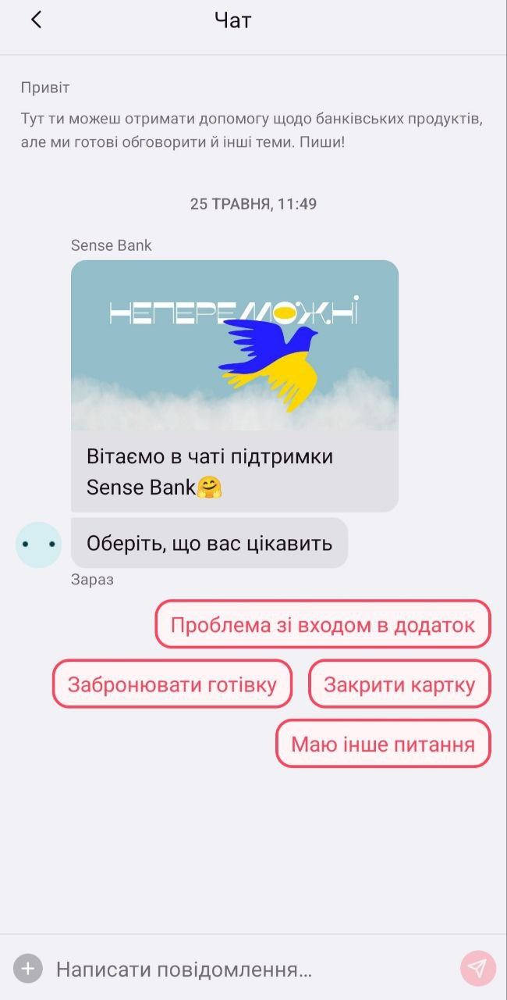 Чат
Привіт
Тут ти можеш отримати допомогу щодо банківських продуктів,
але ми готові обговорити й інші теми. Пиши!
25 ТРАВНЯ, 11:49
Sense Bank
НЕПЕРЕМОЖНІ
Вітаємо в чаті підтримки
Sense Bank🤗
Оберіть, що вас цікавить
Зараз
Проблема зі входом в додаток
Забронювати готівку
Закрити картку
Маю інше питання
Написати повідомлення...